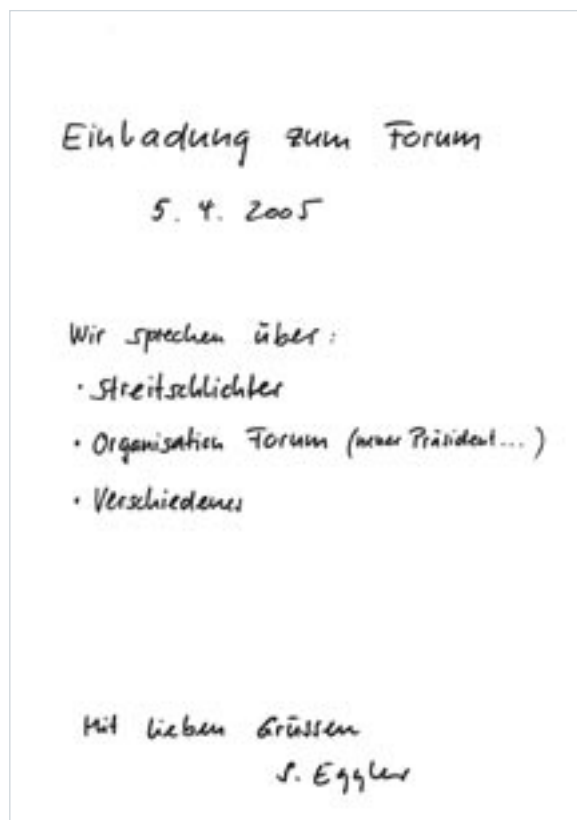 Einladung zum Forum
5. 4. 2005
Wir sprechen über:
· Streitschlichter
· Organisation Forum (neuer Präsident...)
· Verschiedenes
Mit lieben Grüssen
S. Eggler